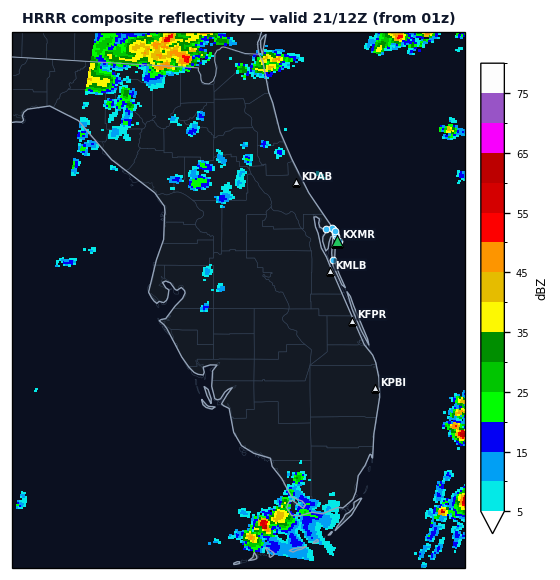 HRRR composite reflectivity — valid 21/12Z (from 01z)
KDAB
KXMR
KMLB
KFPR
KPBI
75
65
55
45
35
25
15
5
dBZ